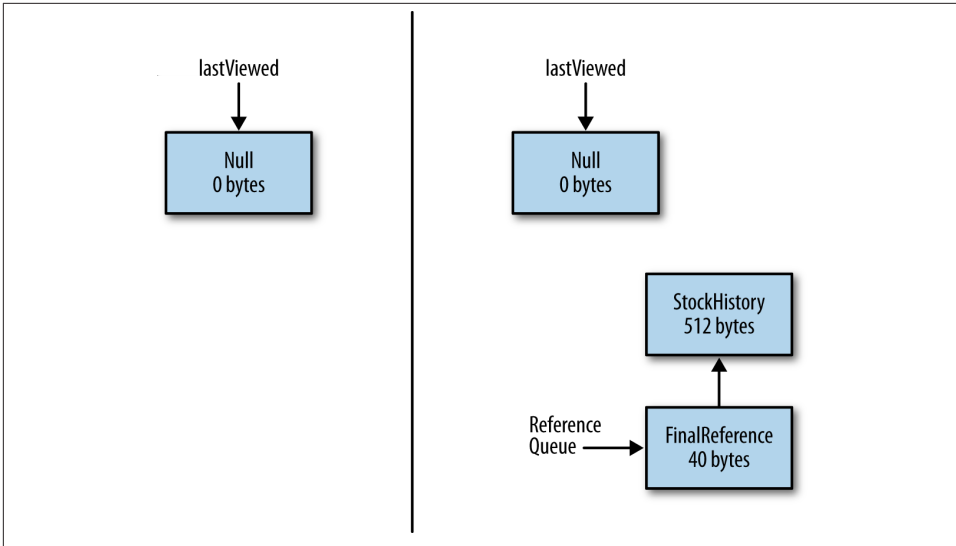 lastViewed
Null
0 bytes
lastViewed
Null
0 bytes
StockHistory
512 bytes
Reference
Queue
FinalReference
40 bytes